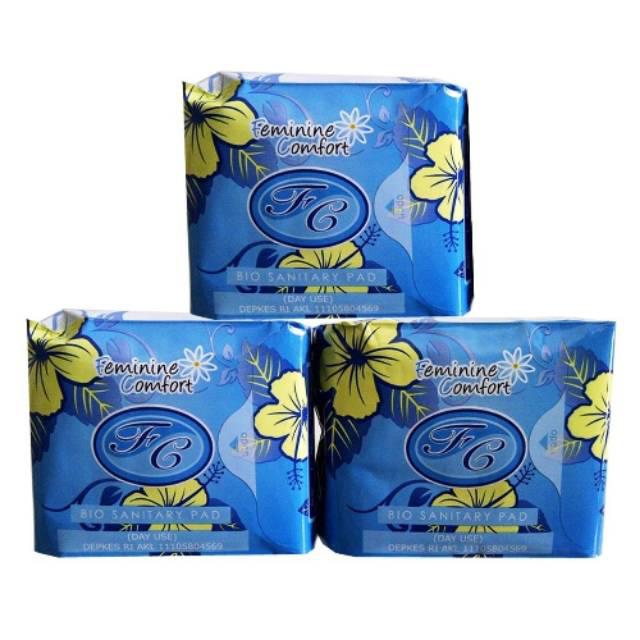 Feminine
Comfort
FC
BIO SANITARY PAD
(DAY USE)
DEPKES RI AKL 11105804569
Feminine
Comfort
FC
BIO SANITARY PAD
(DAY USE)
DEPKES RI AKL 11105804569
Feminine
Comfort
FC
BIO SANITARY PAD
(DAY USE)
DEPKES RI AKL 11105804569